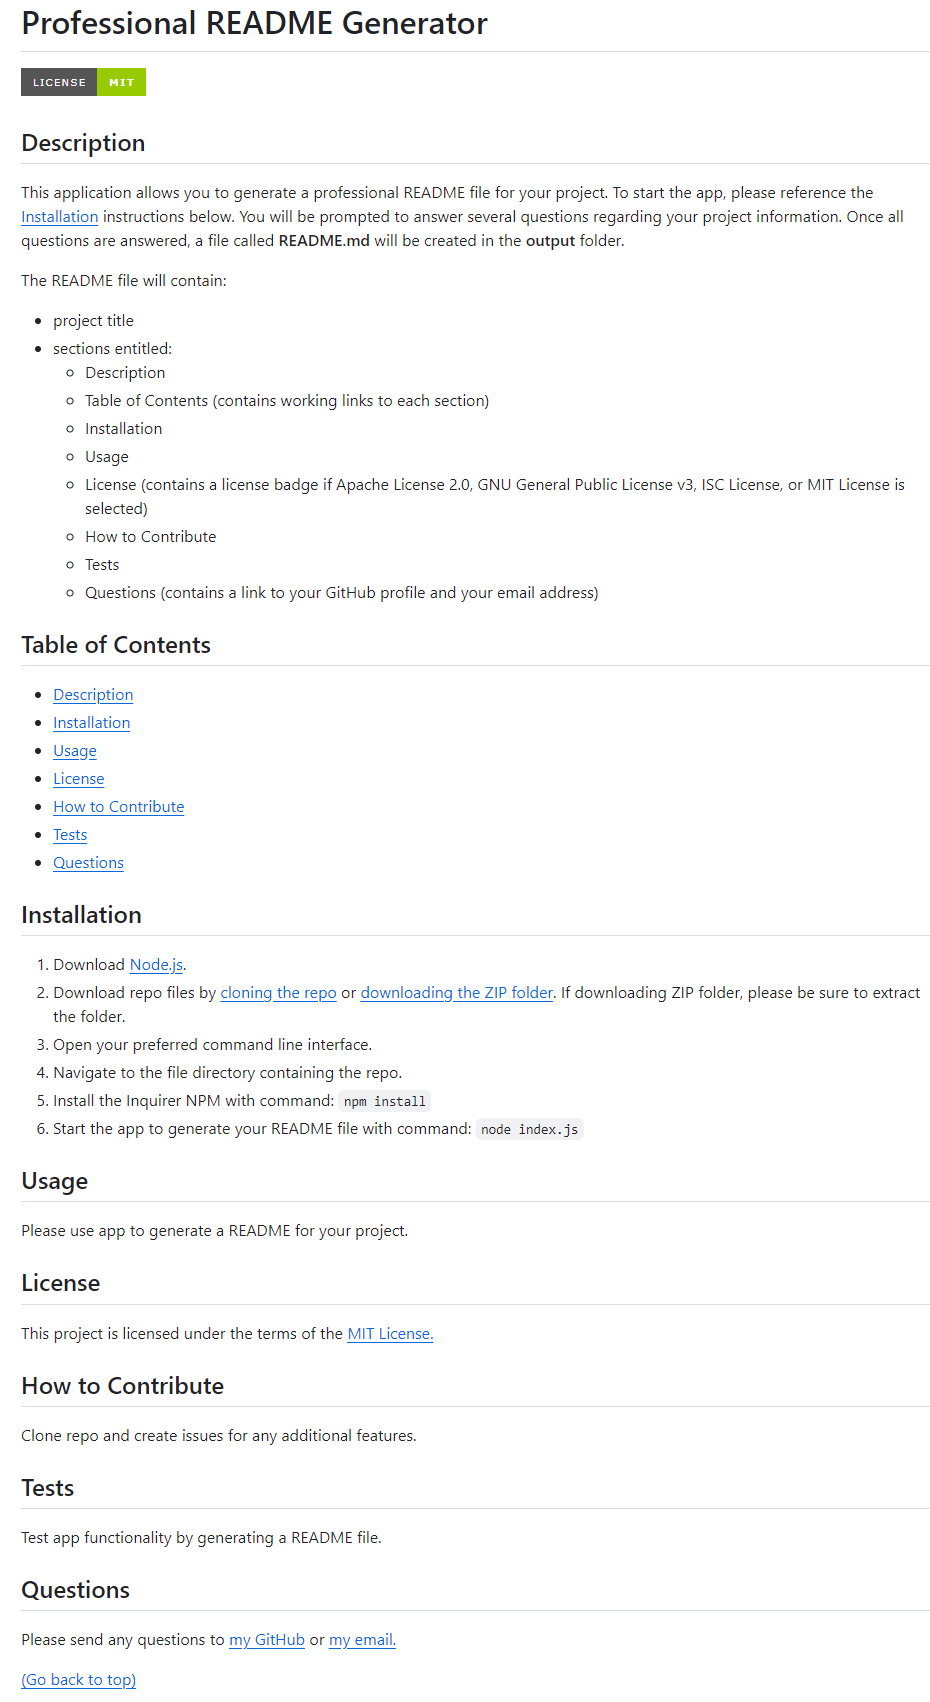 Professional README Generator
LICENSE MIT
Description
This application allows you to generate a professional README file for your project. To start the app, please reference the
Installation instructions below. You will be prompted to answer several questions regarding your project information. Once all
questions are answered, a file called README.md will be created in the output folder.
The README file will contain:
project title
sections entitled:
Description
Table of Contents (contains working links to each section)
Installation
Usage
License (contains a license badge if Apache License 2.0, GNU General Public License v3, ISC License, or MIT License is
selected)
How to Contribute
Tests
Questions (contains a link to your GitHub profile and your email address)
Table of Contents
Description
Installation
Usage
License
How to Contribute
Tests
Questions
Installation
1. Download Node.js.
2. Download repo files by cloning the repo or downloading the ZIP folder. If downloading ZIP folder, please be sure to extract
the folder.
3. Open your preferred command line interface.
4. Navigate to the file directory containing the repo.
5. Install the Inquirer NPM with command: npm install
6. Start the app to generate your README file with command: node index.js
Usage
Please use app to generate a README for your project.
License
This project is licensed under the terms of the MIT License.
How to Contribute
Clone repo and create issues for any additional features.
Tests
Test app functionality by generating a README file.
Questions
Please send any questions to my GitHub or my email.
(Go back to top)